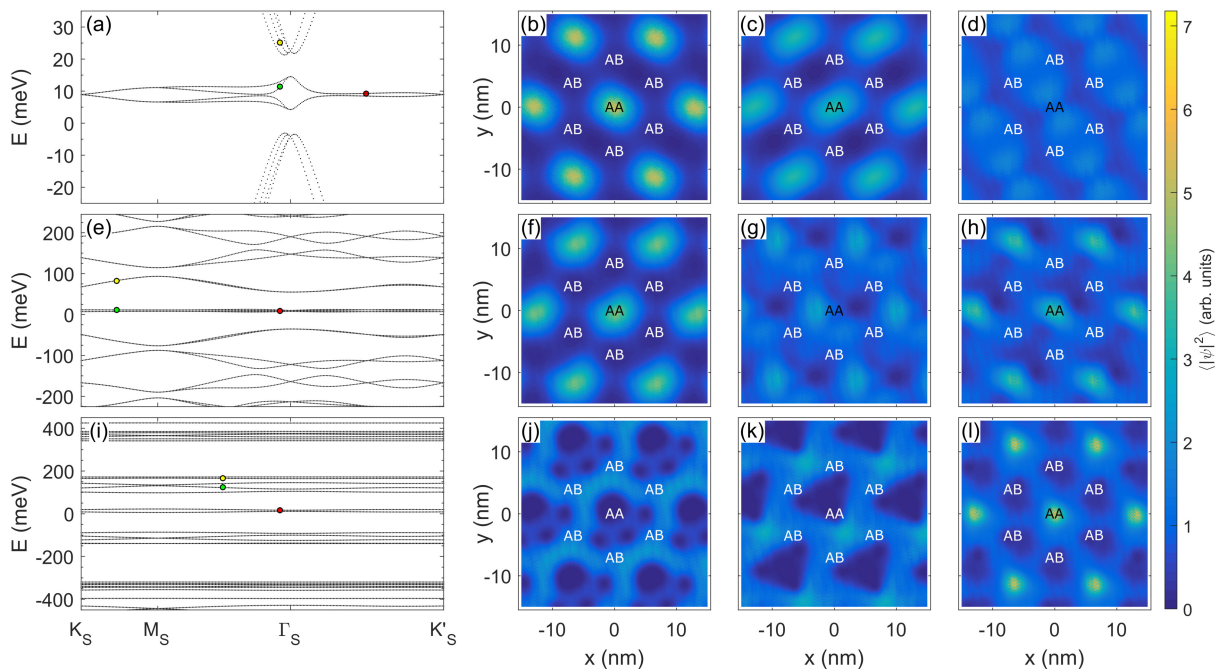 (a)
30
20
10
0
-10
-20
E (meV)
(b)
AB
AB
AB
AA
AB
AB
AB
10
0
-10
y (nm)
(c)
AB
AB
AB
AA
AB
AB
AB
(d)
AB
AB
AB
AA
AB
AB
AB
(e)
200
100
0
-100
-200
E (meV)
(f)
AB
AB
AB
AA
AB
AB
AB
10
0
-10
y (nm)
(g)
AB
AB
AB
AA
AB
AB
AB
(h)
AB
AB
AB
AA
AB
AB
AB
(i)
400
200
0
-200
-400
E (meV)
K_S
M_S
Γ_S
K'_S
(j)
AB
AB
AB
AA
AB
AB
AB
10
0
-10
y (nm)
-10
0
10
x (nm)
(k)
AB
AB
AB
AA
AB
AB
AB
-10
0
10
x (nm)
(l)
AB
AB
AB
AA
AB
AB
AB
-10
0
10
x (nm)
7
6
5
4
3
2
1
0
⟨|ψ|²⟩ (arb. units)